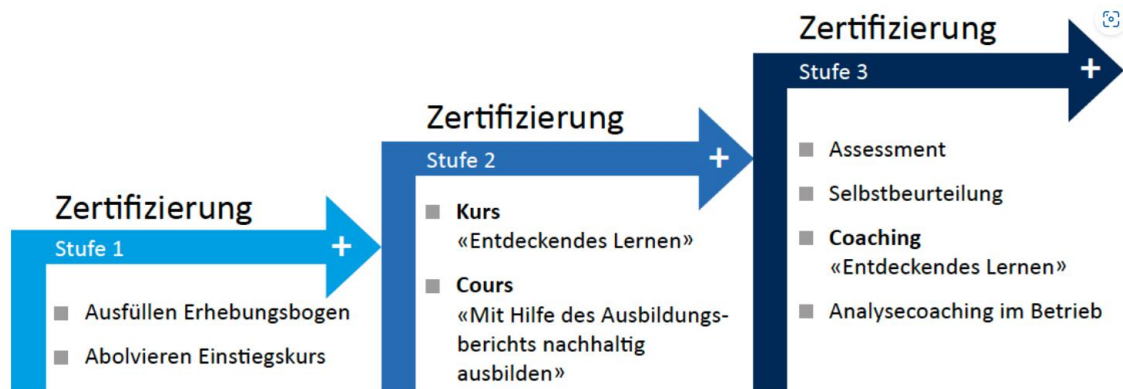 Zertifizierung
Stufe 1
+
Ausfüllen Erhebungsbogen
Abolvieren Einstiegskurs
Zertifizierung
Stufe 2
+
Kurs
«Entdeckendes Lernen»
Cours
«Mit Hilfe des Ausbildungs-
berichts nachhaltig
ausbilden»
Zertifizierung
Stufe 3
+
Assessment
Selbstbeurteilung
Coaching
«Entdeckendes Lernen»
Analysecoaching im Betrieb